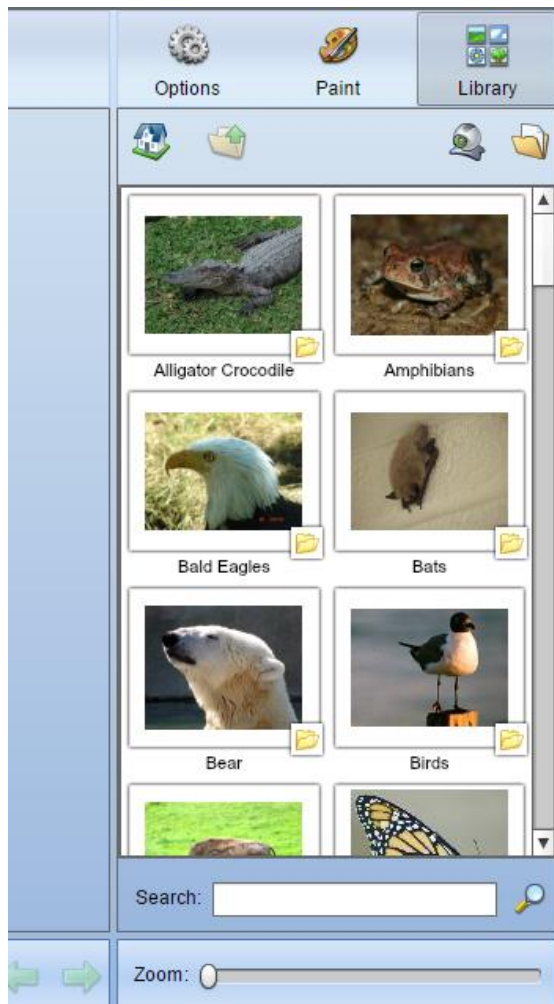 Options Paint Library
Alligator Crocodile Amphibians
Bald Eagles Bats
Bear Birds
Search:
Zoom: